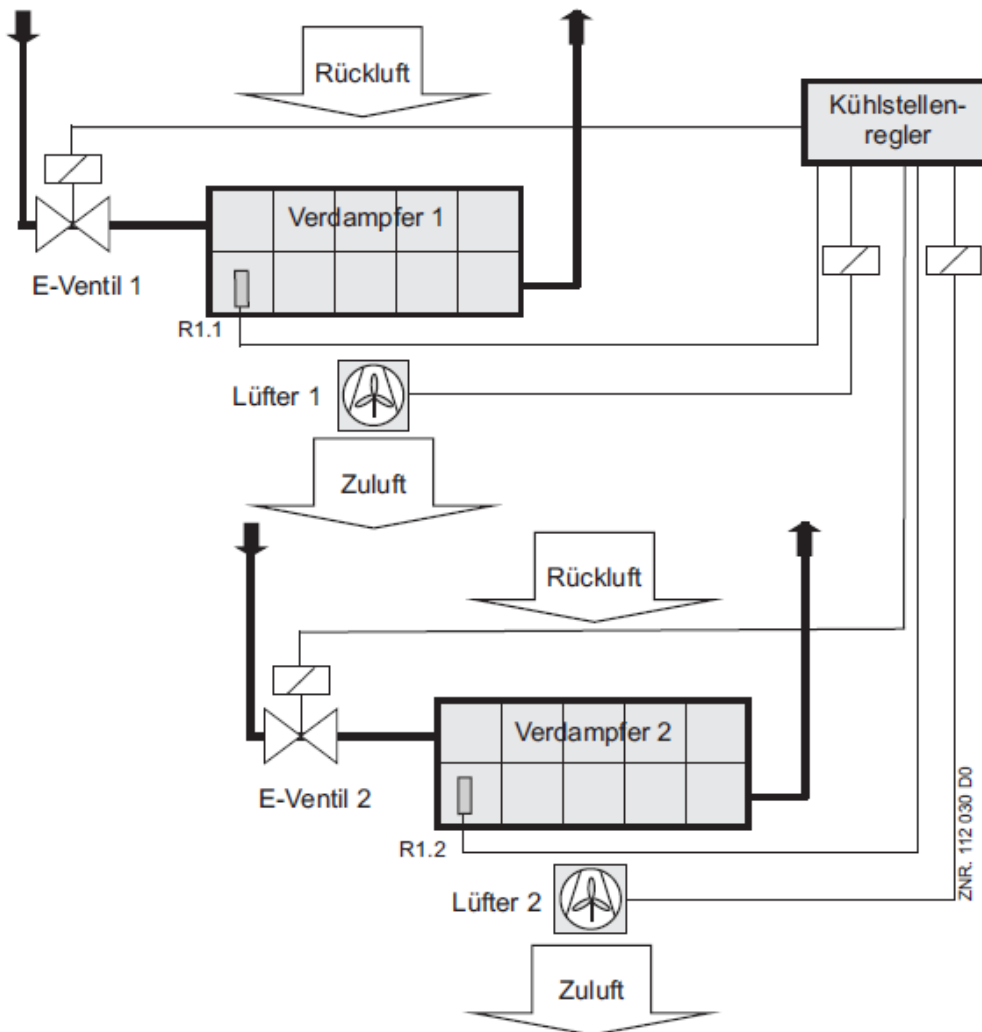 Rückluft
Kühlstellen-
regler
Verdampfer 1
E-Ventil 1
R1.1
Lüfter 1
Zuluft
Rückluft
Verdampfer 2
E-Ventil 2
R1.2
Lüfter 2
ZNR. 112 030 D0
Zuluft